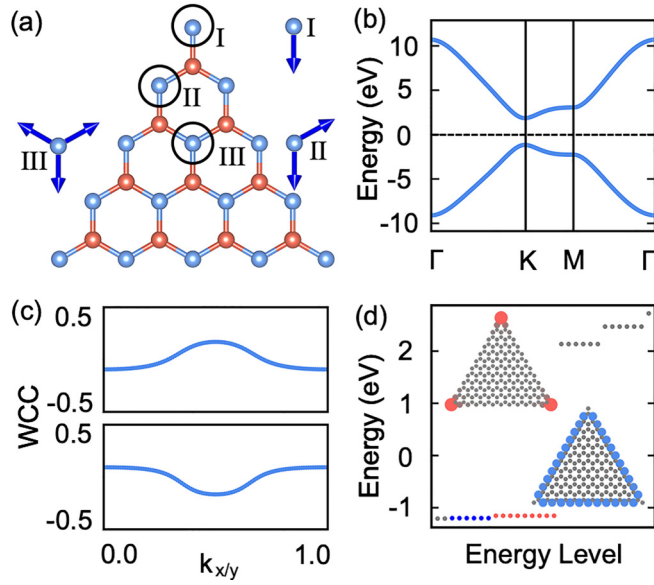 (a)
I
I
II
III
III
II
(b)
Energy (eV)
10
5
0
-5
-10
Γ
K
M
Γ
(c)
WCC
0.5
-0.5
0.5
-0.5
0.0
k x/y
1.0
(d)
Energy (eV)
2
1
0
-1
Energy Level